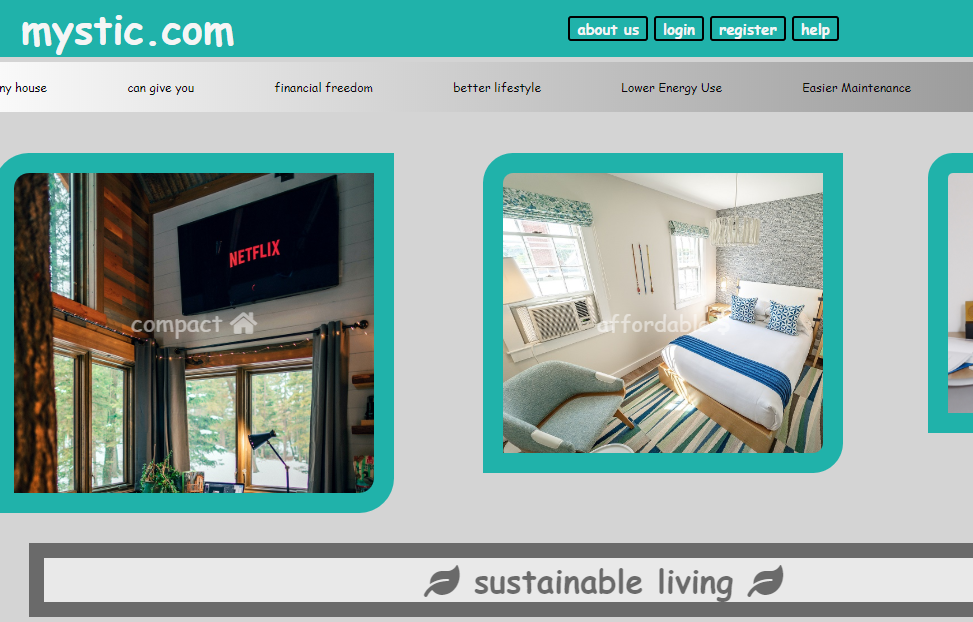 mystic.com
about us login register help
ny house can give you financial freedom better lifestyle Lower Energy Use Easier Maintenance
NETFLIX
compact
affordable $
sustainable living